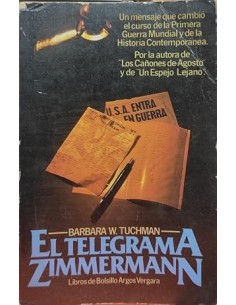 Un mensaje que cambió
el curso de la Primera
Guerra Mundial y de la
Historia Contemporánea.
Por la autora de
"Los Cañones de Agosto"
y de "Un Espejo Lejano".
U.S.A. ENTRA
EN GUERRA
BARBARA W. TUCHMAN
EL TELEGRAMA
ZIMMERMANN
Libros de Bolsillo Argos Vergara